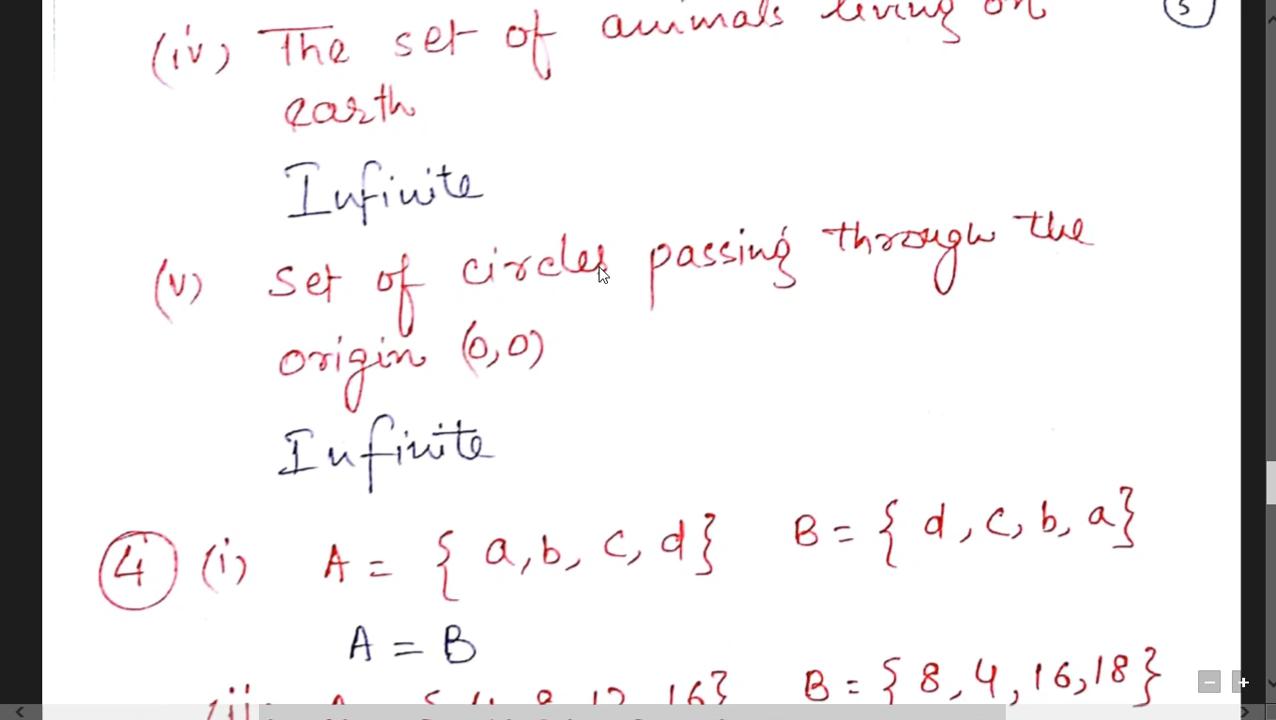 (iv) The set of animals living on
5
earth
Infinite
(v) Set of circles passing through the
origin (0,0)
Infinite
4 (i) A = { a, b, c, d} B = { d, c, b, a}
A = B
B = { 8, 4, 16, 18}